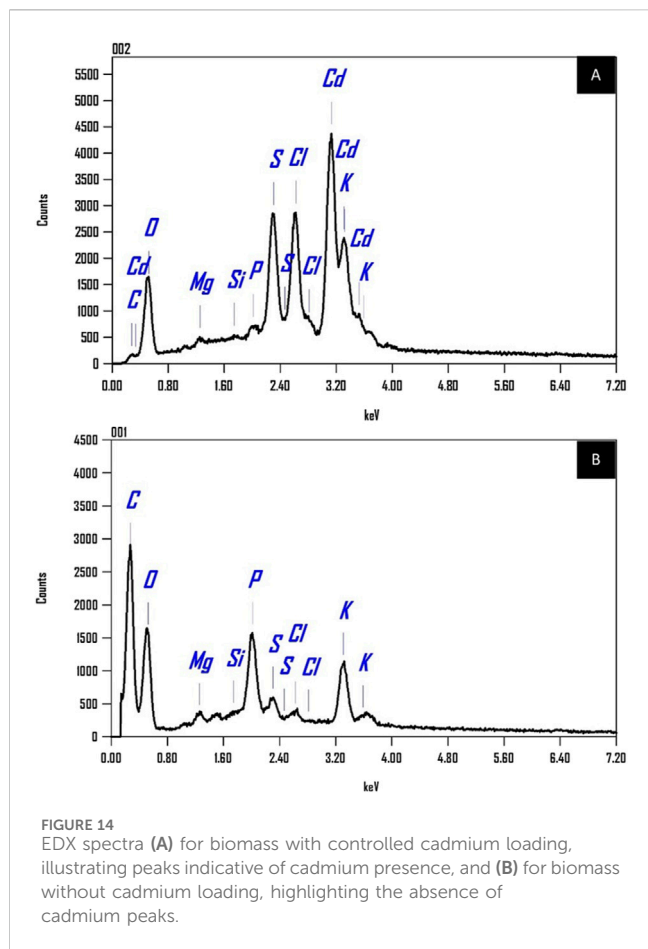 002
A
5500
5000
4500
4000
3500
3000
2500
2000
1500
1000
500
0
Counts
Cd
C
O
Mg
Si
P
S
S
Cl
Cl
Cd
Cd
K
Cd
K
0.00 0.80 1.60 2.40 3.20 4.00 4.80 5.60 6.40 7.20
keV
001
B
4500
4000
3500
3000
2500
2000
1500
1000
500
0
Counts
C
O
Mg
Si
P
S
S
Cl
Cl
K
K
0.00 0.80 1.60 2.40 3.20 4.00 4.80 5.60 6.40 7.20
keV
FIGURE 14
EDX spectra (A) for biomass with controlled cadmium loading,
illustrating peaks indicative of cadmium presence, and (B) for biomass
without cadmium loading, highlighting the absence of
cadmium peaks.